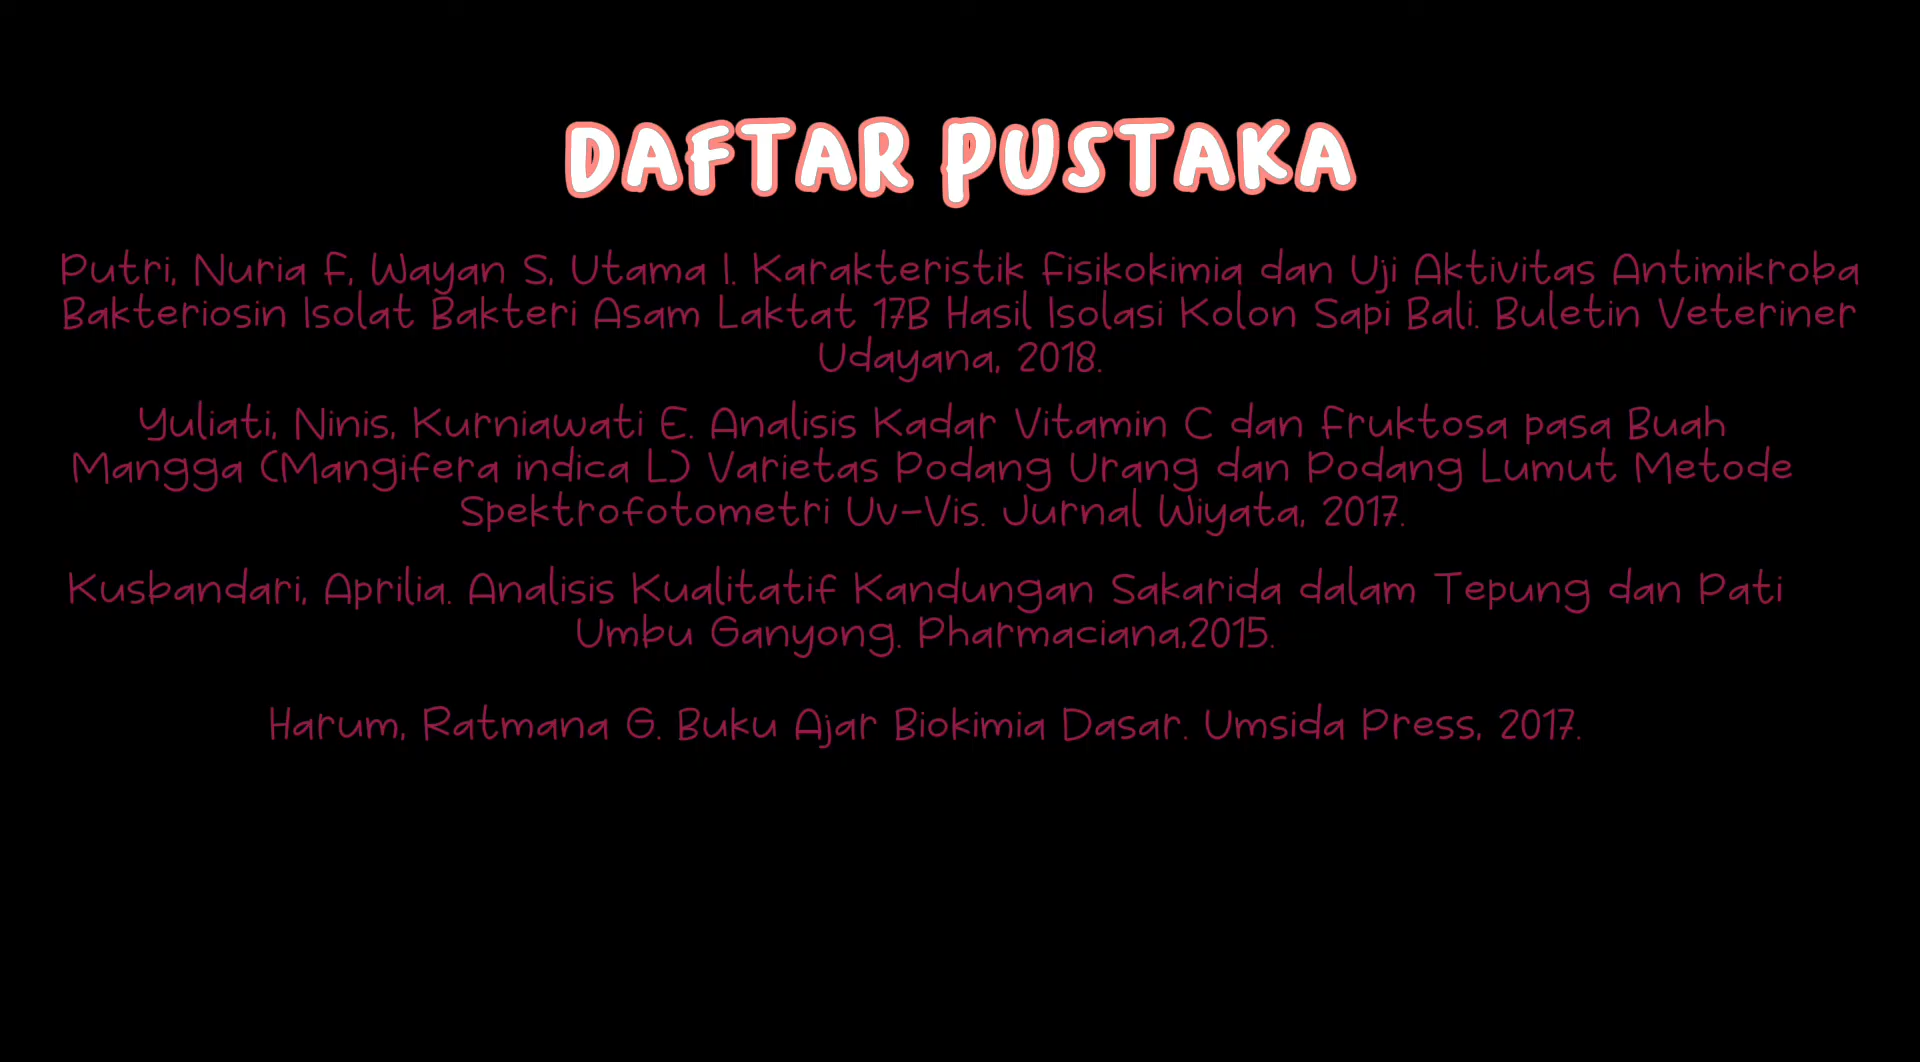 DAFTAR PUSTAKA
Putri, Nuria F, Wayan S, Utama I. Karakteristik Fisikokimia dan Uji Aktivitas Antimikroba
Bakteriosin Isolat Bakteri Asam Laktat 17B Hasil Isolasi Kolon Sapi Bali. Buletin Veteriner
Udayana, 2018.
Yuliati, Ninis, Kurniawati E. Analisis Kadar Vitamin C dan Fruktosa pasa Buah
Mangga (Mangifera indica L) Varietas Podang Urang dan Podang Lumut Metode
Spektrofotometri Uv-Vis. Jurnal Wiyata, 2017.
Kusbandari, Aprilia. Analisis Kualitatif Kandungan Sakarida dalam Tepung dan Pati
Umbu Ganyong. Pharmaciana,2015.
Harum, Ratmana G. Buku Ajar Biokimia Dasar. Umsida Press, 2017.